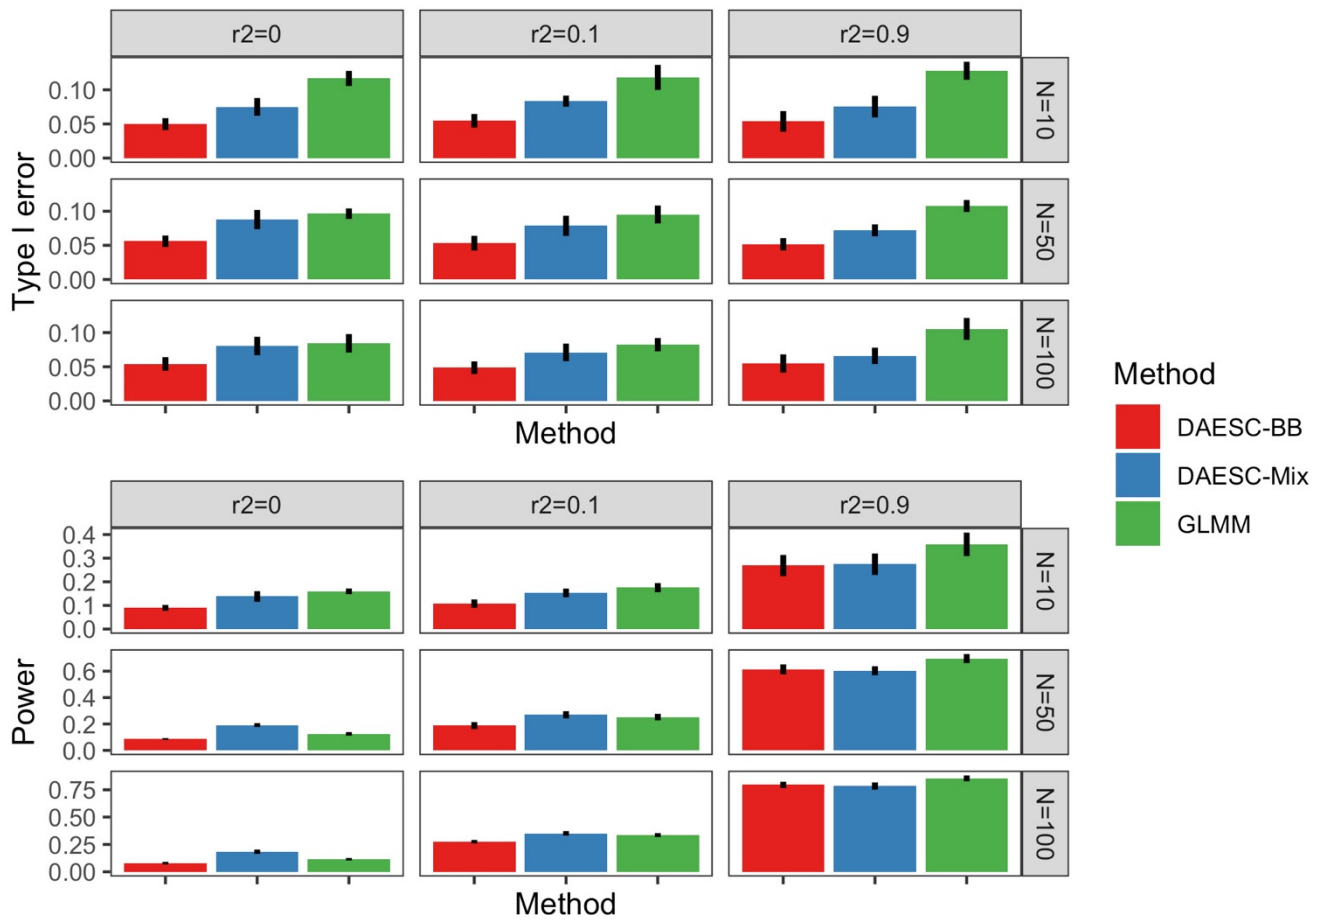 r2=0 r2=0.1 r2=0.9
Type I error
0.10
0.05
0.00
N=10
0.10
0.05
0.00
N=50
0.10
0.05
0.00
N=100
Method
r2=0 r2=0.1 r2=0.9
Power
0.4
0.3
0.2
0.1
0.0
N=10
0.6
0.4
0.2
0.0
N=50
0.75
0.50
0.25
0.00
N=100
Method
Method
DAESC-BB
DAESC-Mix
GLMM